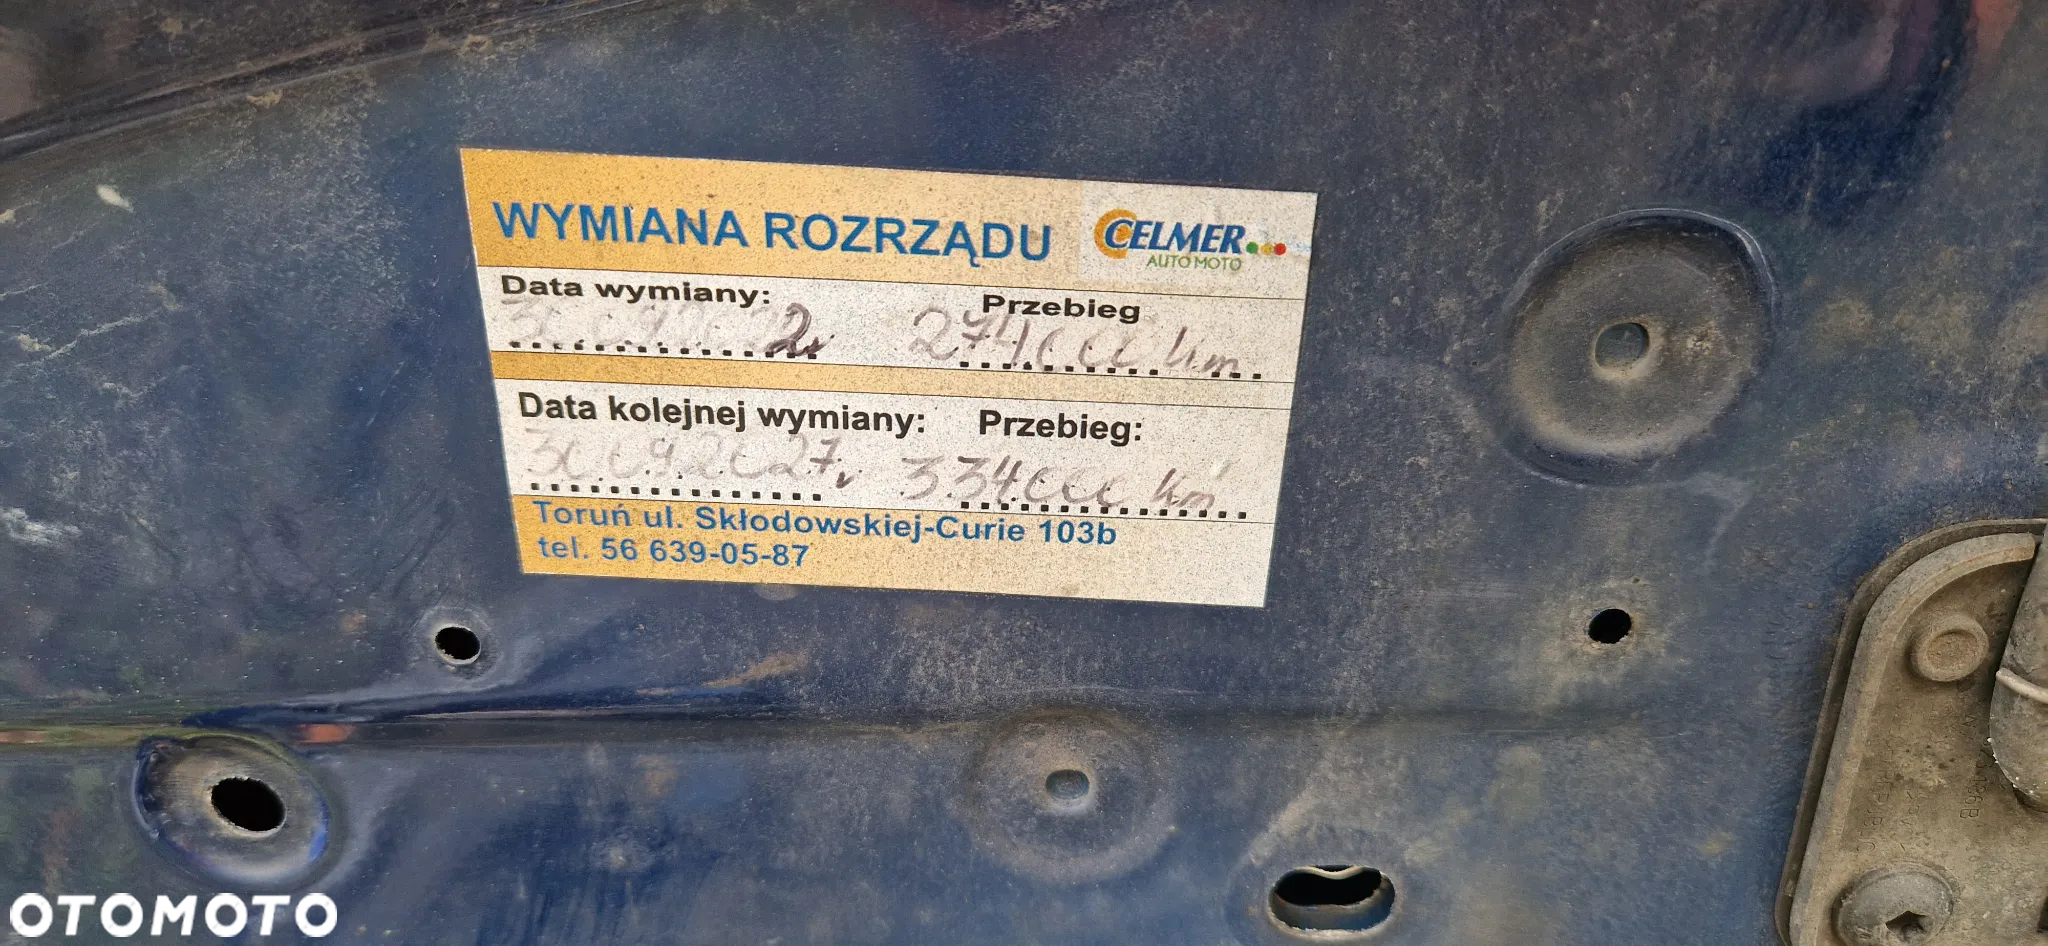 WYMIANA ROZRZĄDU
CELMER
AUTO MOTO
Data wymiany: Przebieg
30 09 2022r 274000 km
Data kolejnej wymiany: Przebieg:
30 09 2027r 334000 km
Toruń ul. Skłodowskiej-Curie 103b
tel. 56 639-05-87
OTOMOTO